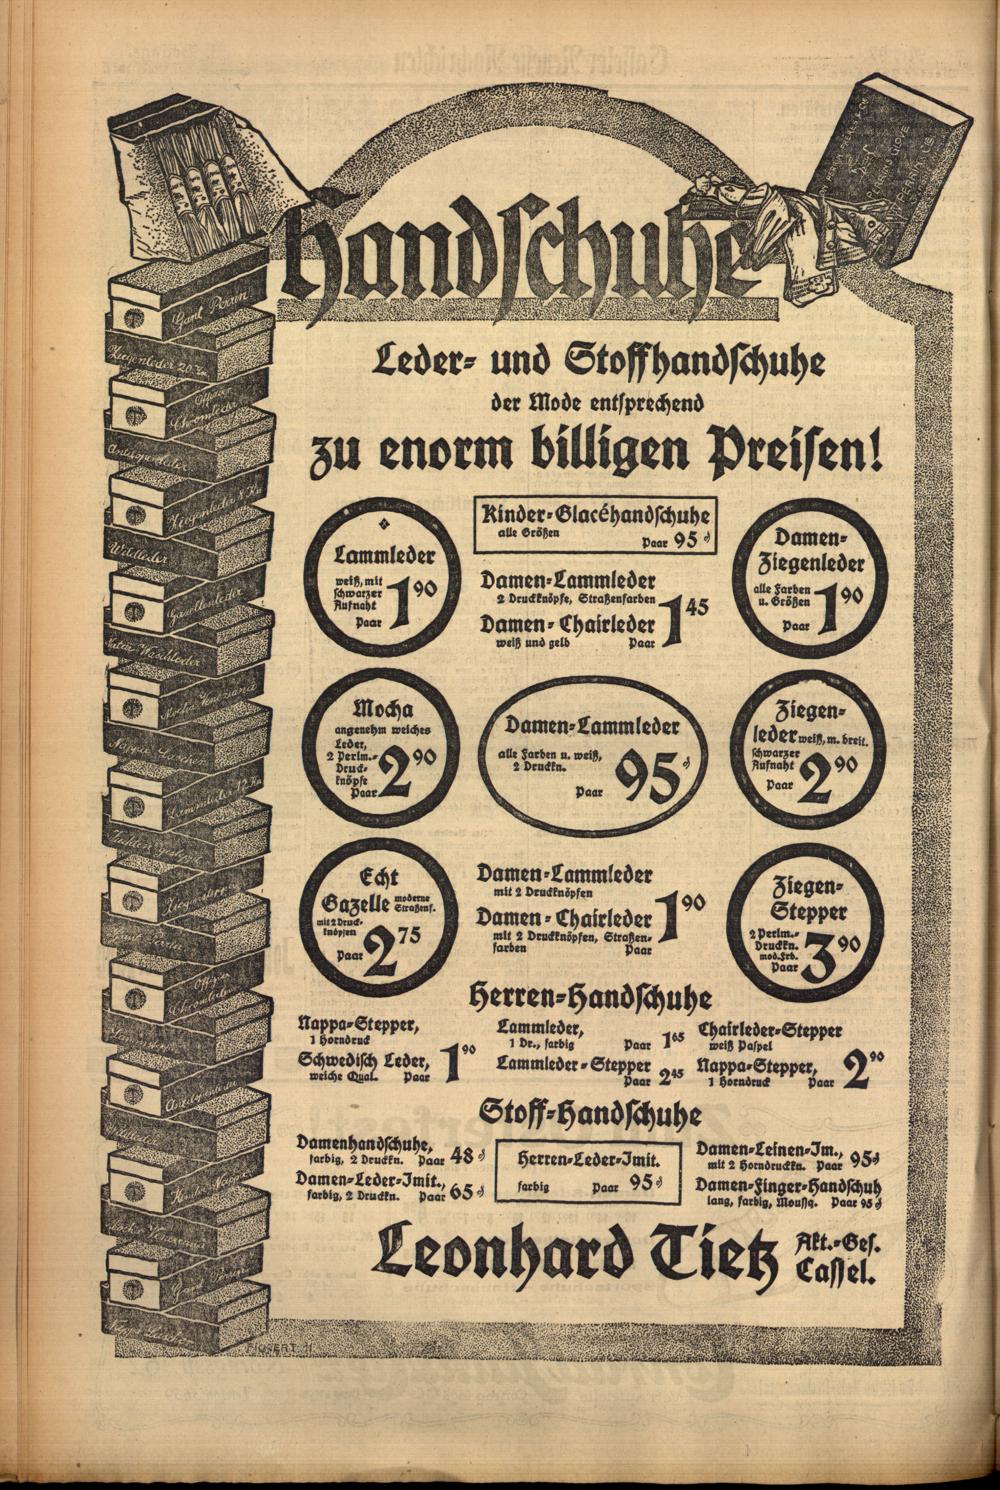 Handschuhe
Leder- und Stoffhandschuhe
der Mode entsprechend
zu enorm billigen Preisen!
Lammleder
weiß, mit
schwarzer
Aufnaht
Paar 1 90
Kinder-Glacéhandschuhe
alle Größen
Paar 95 ₰
Damen-Lammleder
2 Druckknöpfe, Straßenfarben
Damen-Chairleder
weiß und gelb Paar
1 45
Damen-
Ziegenleder
alle Farben
u. Größen
Paar 1 90
Mocha
angenehm weiches
Leder,
2 Perlm.-
Druck-
knöpfe
Paar 2 90
Damen-Lammleder
alle Farben u. weiß,
2 Druckn.
Paar 95 ₰
Ziegen-
leder weiß, m. breit.
schwarzer
Aufnaht
Paar 2 90
Echt
Gazelle moderne
Straßenf.
mit 2 Druck-
knöpfen
Paar 2 75
Damen-Lammleder
mit 2 Druckknöpfen
Damen-Chairleder
mit 2 Druckknöpfen, Straßen-
farben Paar
1 90
Ziegen-
Stepper
2 Perlm.-
Druckkn.
mod. Frb.
Paar 3 90
Herren-Handschuhe
Nappa-Stepper,
1 Horndruck
Schwedisch Leder,
weiche Qual. Paar
1 90
Lammleder,
1 Dr., farbig Paar 1 65
Lammleder-Stepper
Paar 2 45
Chairleder-Stepper
weiß Paspel
Nappa-Stepper,
1 Horndruck Paar
2 90
Stoff-Handschuhe
Damenhandschuhe,
farbig, 2 Druckn. Paar 48 ₰
Damen-Leder-Imit.,
farbig, 2 Druckn. Paar 65 ₰
Herren-Leder-Imit.
farbig Paar 95 ₰
Damen-Leinen-Im.,
mit 2 Horndruckn. Paar 95 ₰
Damen-Finger-Handschuh
lang, farbig, Mousq. Paar 95 ₰
Leonhard Tietz Akt.-Ges.
Cassel.
Gant Perrin
Ziegenleder 20 Kn
Wildleder
Gazellenleder